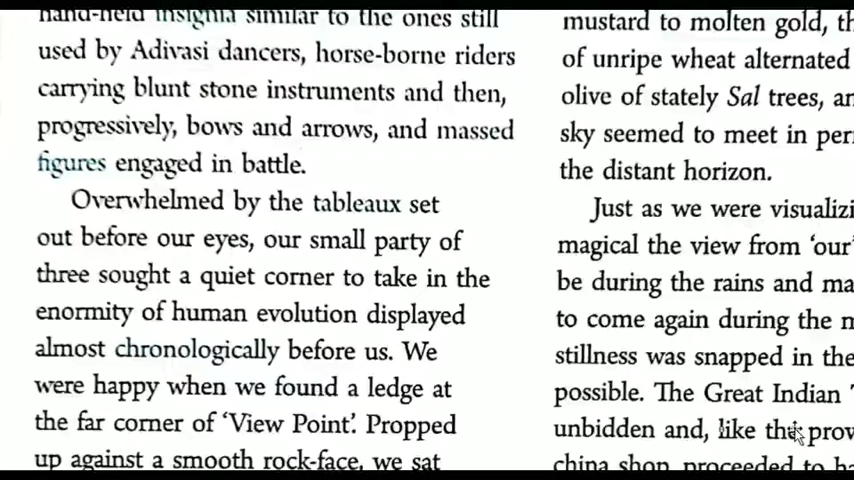 hand-held insignia similar to the ones still
used by Adivasi dancers, horse-borne riders
carrying blunt stone instruments and then,
progressively, bows and arrows, and massed
figures engaged in battle.
Overwhelmed by the tableaux set
out before our eyes, our small party of
three sought a quiet corner to take in the
enormity of human evolution displayed
almost chronologically before us. We
were happy when we found a ledge at
the far corner of ‘View Point’. Propped
up against a smooth rock-face, we sat
mustard to molten gold,
of unripe wheat alternated
olive of stately Sal trees,
sky seemed to meet in
the distant horizon.
Just as we were
magical the view from ‘our’
be during the rains and
to come again during the
stillness was snapped in the
possible. The Great Indian
unbidden and, like the
china shop, proceeded to